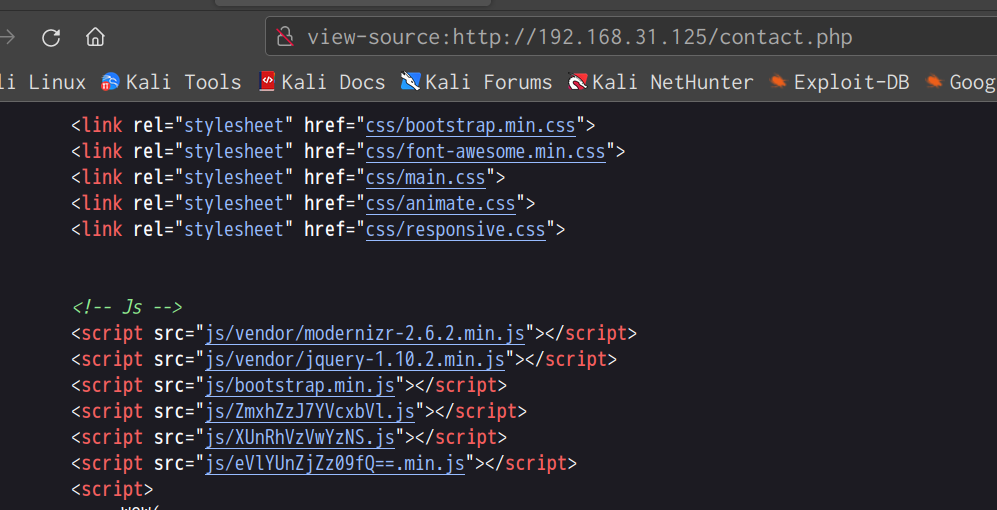 view-source:http://192.168.31.125/contact.php
li Linux Kali Tools Kali Docs Kali Forums Kali NetHunter Exploit-DB Goog
<link rel="stylesheet" href="css/bootstrap.min.css">
<link rel="stylesheet" href="css/font-awesome.min.css">
<link rel="stylesheet" href="css/main.css">
<link rel="stylesheet" href="css/animate.css">
<link rel="stylesheet" href="css/responsive.css">
<!-- Js -->
<script src="js/vendor/modernizr-2.6.2.min.js"></script>
<script src="js/vendor/jquery-1.10.2.min.js"></script>
<script src="js/bootstrap.min.js"></script>
<script src="js/ZmxhZzJ7YVcxbVl.js"></script>
<script src="js/XUnRhVzVwYzNS.js"></script>
<script src="js/eVlYUnZjZz09fQ==.min.js"></script>
<script>